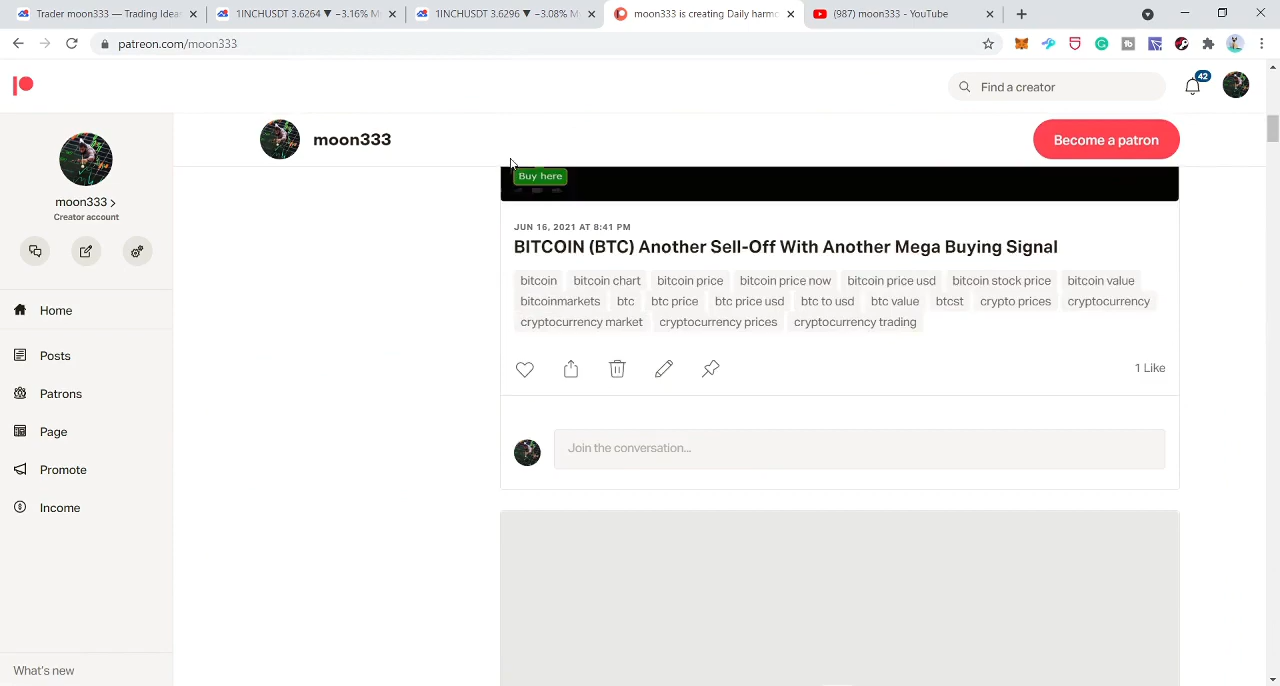 Trader moon333 — Trading Ideas
1INCHUSDT 3.6264 ▼ −3.16% M
1INCHUSDT 3.6296 ▼ −3.08% M
moon333 is creating Daily harmo
(987) moon333 - YouTube
patreon.com/moon333
Find a creator
42
moon333
Become a patron
moon333 >
Creator account
Home
Posts
Patrons
Page
Promote
Income
What's new
Buy here
JUN 16, 2021 AT 8:41 PM
BITCOIN (BTC) Another Sell-Off With Another Mega Buying Signal
bitcoin bitcoin chart bitcoin price bitcoin price now bitcoin price usd bitcoin stock price bitcoin value
bitcoinmarkets btc btc price btc price usd btc to usd btc value btcst crypto prices cryptocurrency
cryptocurrency market cryptocurrency prices cryptocurrency trading
1 Like
Join the conversation...